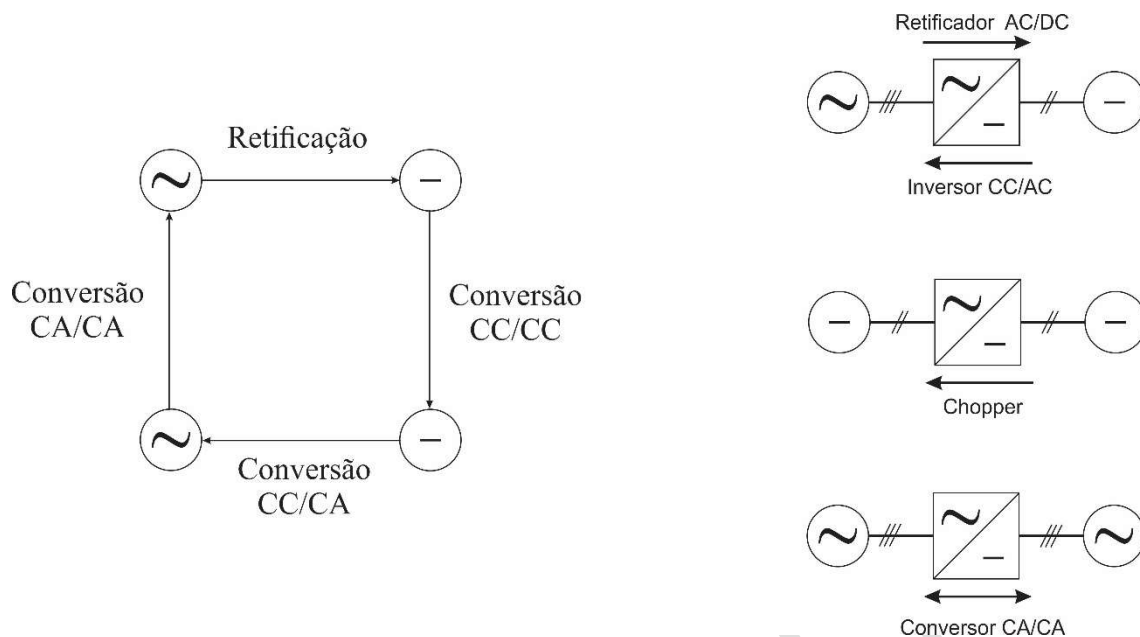 Retificação
Conversão
CA/CA
Conversão
CC/CC
Conversão
CC/CA
Retificador AC/DC
Inversor CC/AC
Chopper
Conversor CA/CA